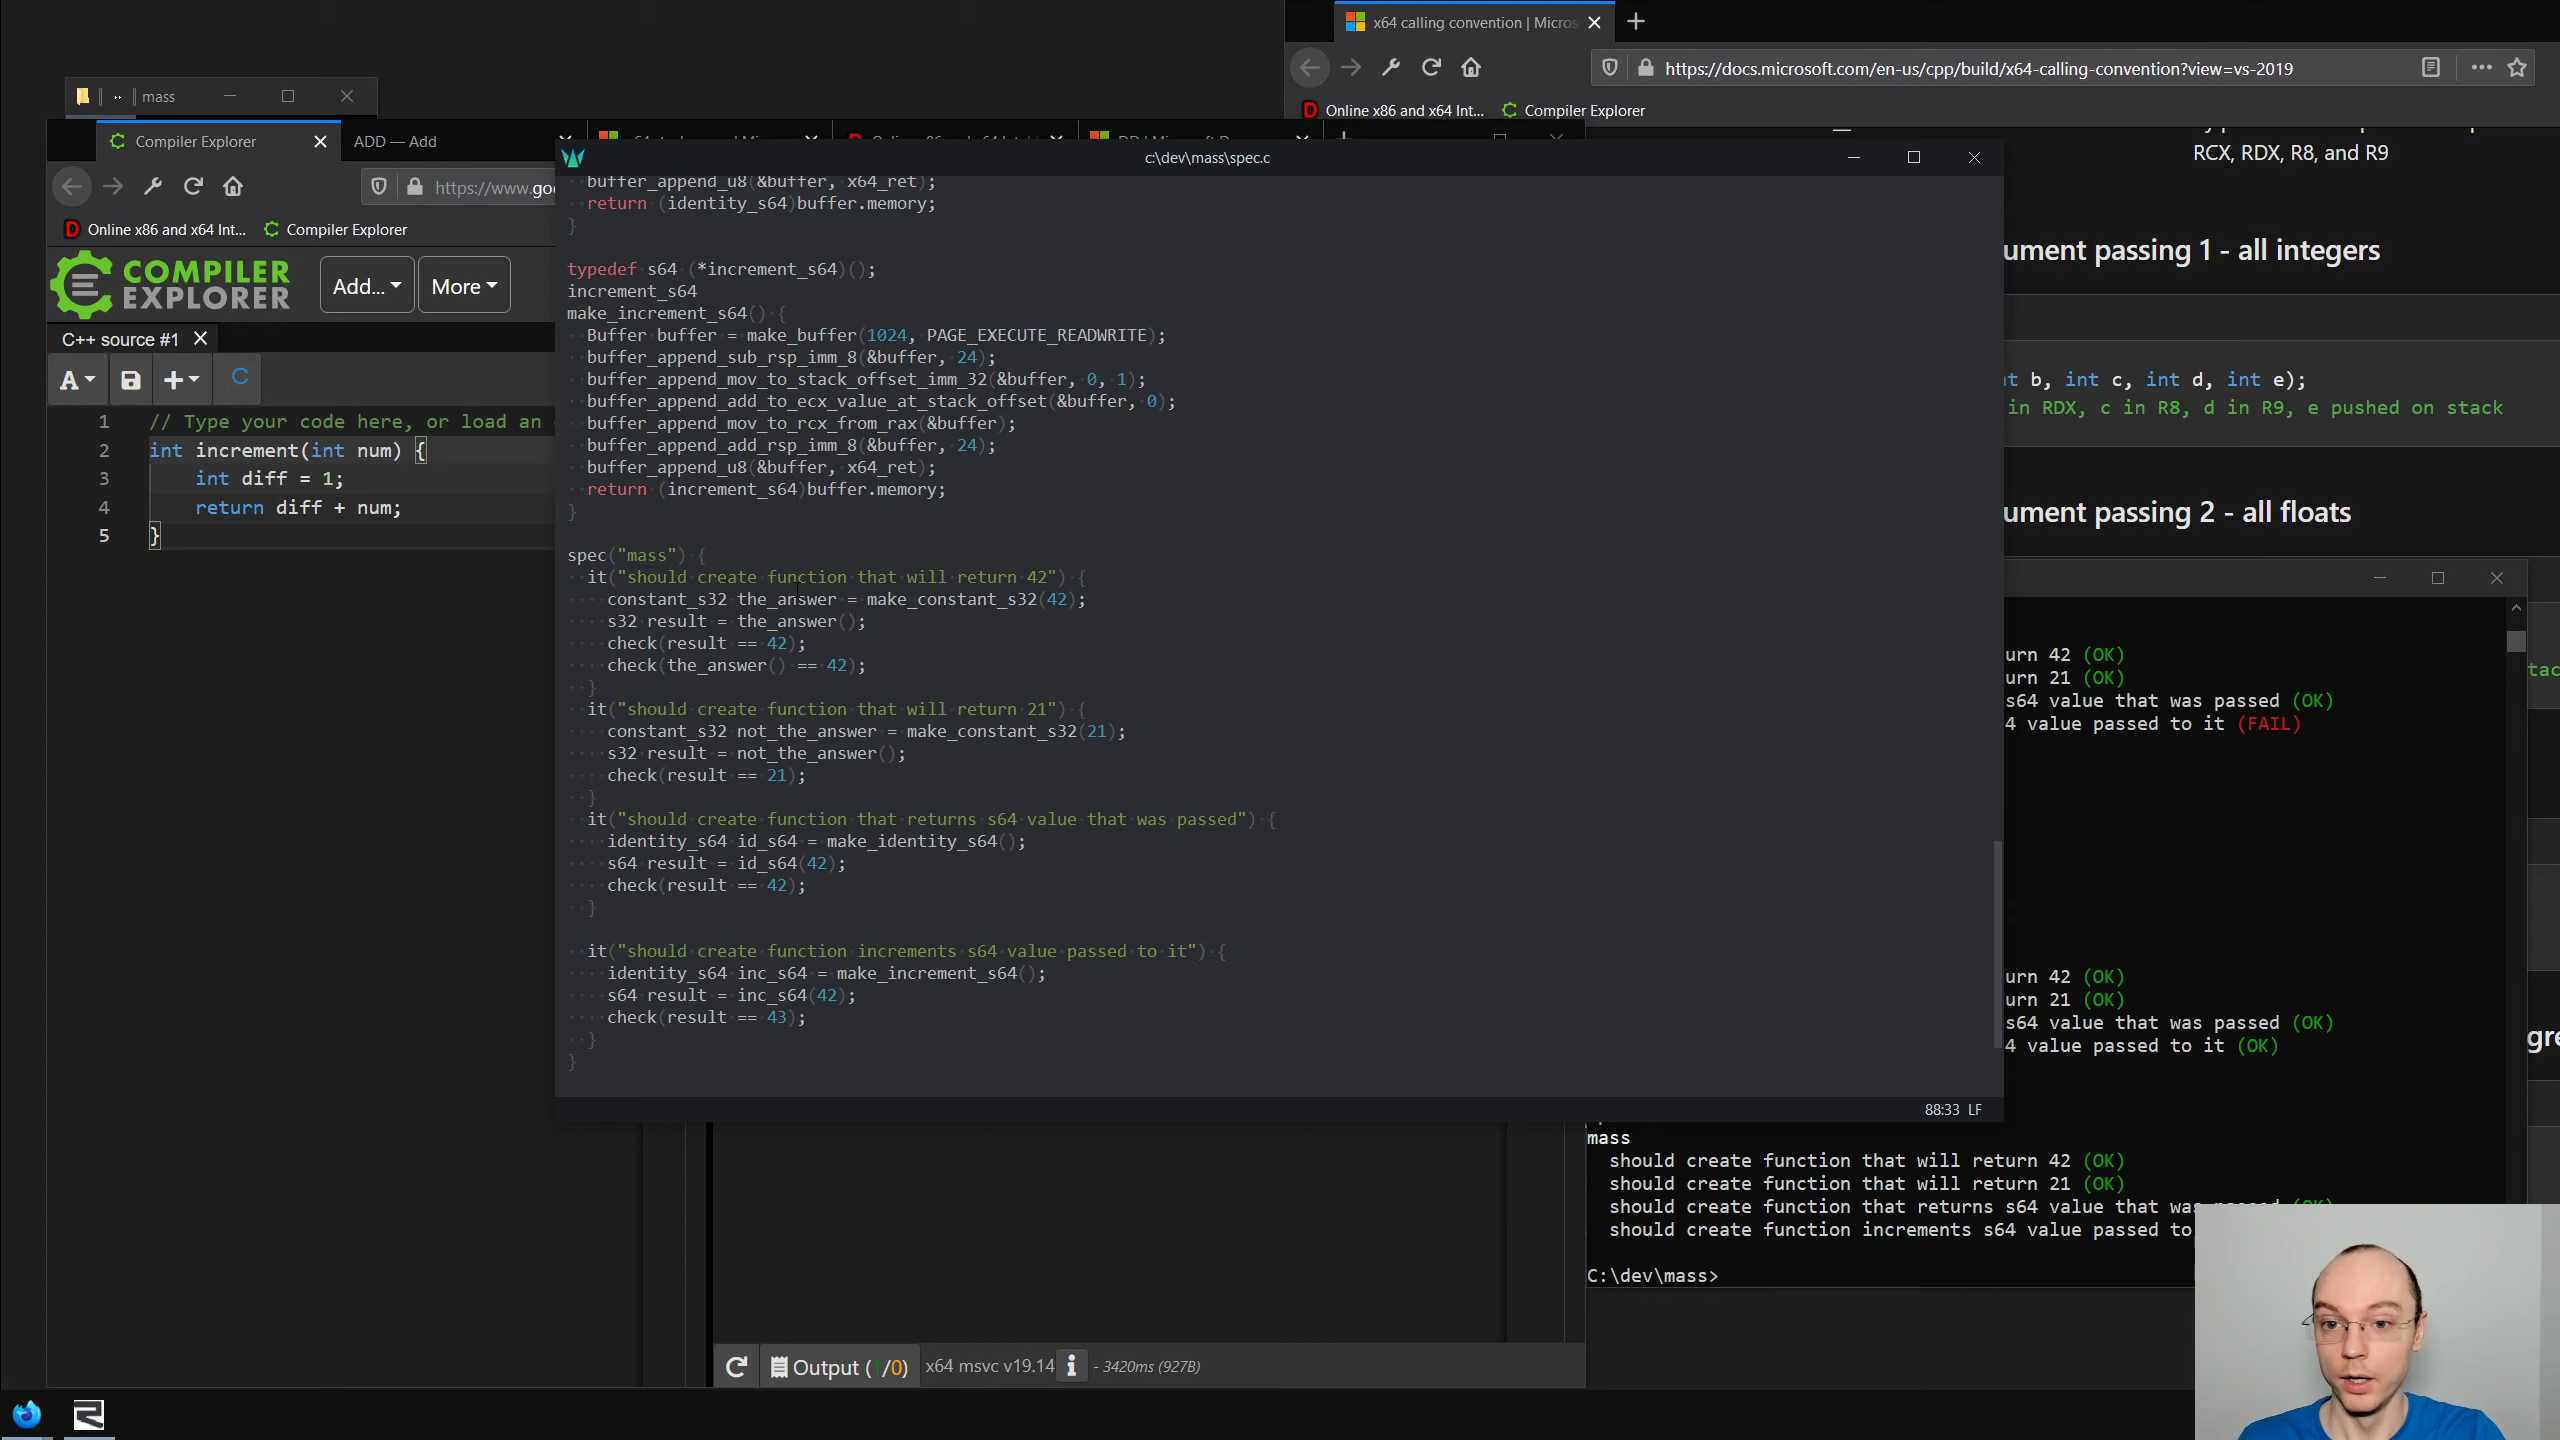 x64 calling convention | Micros
https://docs.microsoft.com/en-us/cpp/build/x64-calling-convention?view=vs-2019
Online x86 and x64 Int...
Compiler Explorer
mass
Compiler Explorer
ADD — Add
https://www.go
Online x86 and x64 Int...
Compiler Explorer
COMPILER
EXPLORER
Add...
More
C++ source #1
A
1 // Type your code here, or load an
2 int increment(int num) {
3 int diff = 1;
4 return diff + num;
5 }
c:\dev\mass\spec.c
buffer_append_u8(&buffer, x64_ret);
return (identity_s64)buffer.memory;
}
typedef s64 (*increment_s64)();
increment_s64
make_increment_s64() {
Buffer buffer = make_buffer(1024, PAGE_EXECUTE_READWRITE);
buffer_append_sub_rsp_imm_8(&buffer, 24);
buffer_append_mov_to_stack_offset_imm_32(&buffer, 0, 1);
buffer_append_add_to_ecx_value_at_stack_offset(&buffer, 0);
buffer_append_mov_to_rcx_from_rax(&buffer);
buffer_append_add_rsp_imm_8(&buffer, 24);
buffer_append_u8(&buffer, x64_ret);
return (increment_s64)buffer.memory;
}
spec("mass") {
it("should create function that will return 42") {
constant_s32 the_answer = make_constant_s32(42);
s32 result = the_answer();
check(result == 42);
check(the_answer() == 42);
}
it("should create function that will return 21") {
constant_s32 not_the_answer = make_constant_s32(21);
s32 result = not_the_answer();
check(result == 21);
}
it("should create function that returns s64 value that was passed") {
identity_s64 id_s64 = make_identity_s64();
s64 result = id_s64(42);
check(result == 42);
}
it("should create function increments s64 value passed to it") {
identity_s64 inc_s64 = make_increment_s64();
s64 result = inc_s64(42);
check(result == 43);
}
}
88:33 LF
RCX, RDX, R8, and R9
ument passing 1 - all integers
nt b, int c, int d, int e);
in RDX, c in R8, d in R9, e pushed on stack
ument passing 2 - all floats
urn 42 (OK)
urn 21 (OK)
s64 value that was passed (OK)
4 value passed to it (FAIL)
urn 42 (OK)
urn 21 (OK)
s64 value that was passed (OK)
4 value passed to it (OK)
mass
should create function that will return 42 (OK)
should create function that will return 21 (OK)
should create function that returns s64 value that was
should create function increments s64 value passed to
C:\dev\mass>
Output ( /0) x64 msvc v19.14 i - 3420ms (927B)